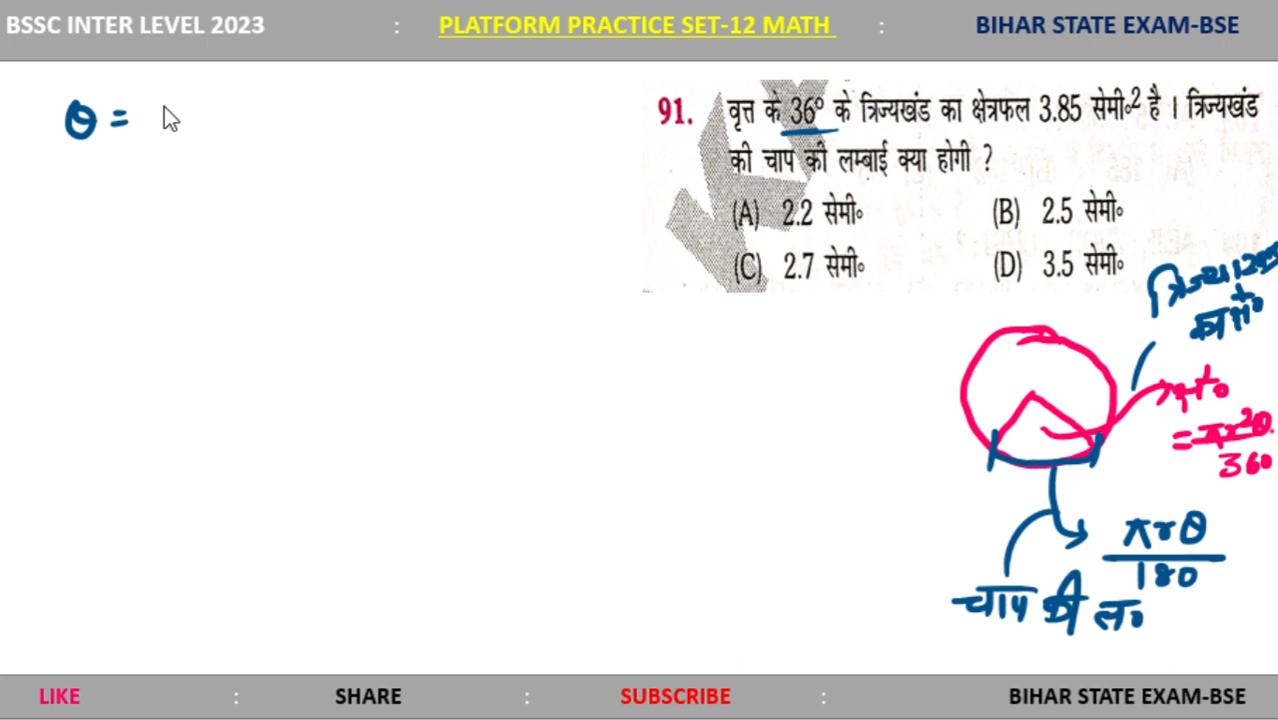 BSSC INTER LEVEL 2023 : PLATFORM PRACTICE SET-12 MATH : BIHAR STATE EXAM-BSE
θ =
91. वृत्त के 36° के त्रिज्यखंड का क्षेत्रफल 3.85 सेमी॰² है । त्रिज्यखंड
की चाप की लम्बाई क्या होगी ?
(A) 2.2 सेमी॰ (B) 2.5 सेमी॰
(C) 2.7 सेमी॰ (D) 3.5 सेमी॰
= πr²θ
360
πrθ
180
चाप की ल॰
LIKE : SHARE : SUBSCRIBE : BIHAR STATE EXAM-BSE